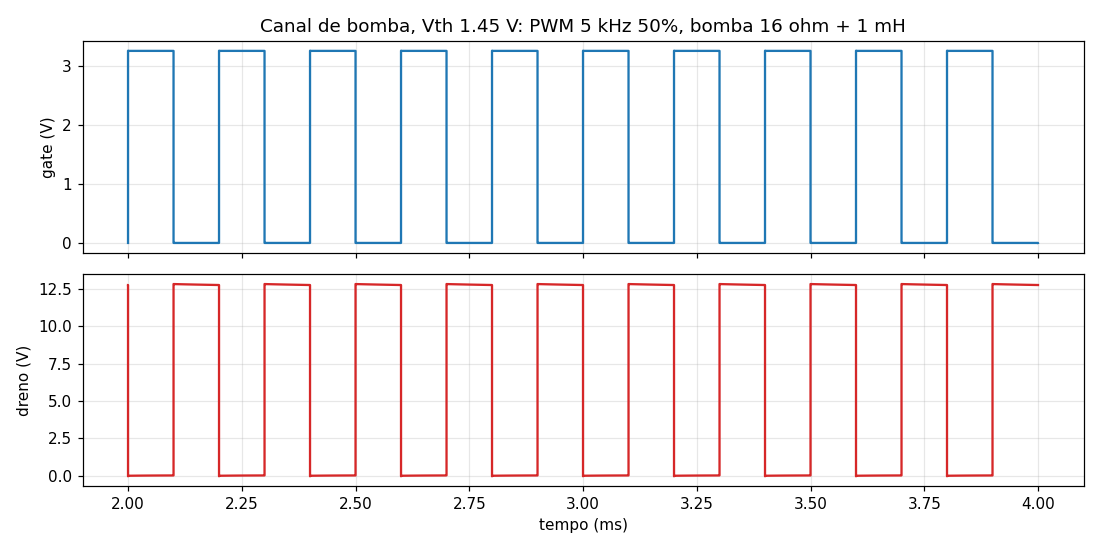 Canal de bomba, Vth 1.45 V: PWM 5 kHz 50%, bomba 16 ohm + 1 mH
gate (V)
3
2
1
0
dreno (V)
12.5
10.0
7.5
5.0
2.5
0.0
2.00 2.25 2.50 2.75 3.00 3.25 3.50 3.75 4.00
tempo (ms)